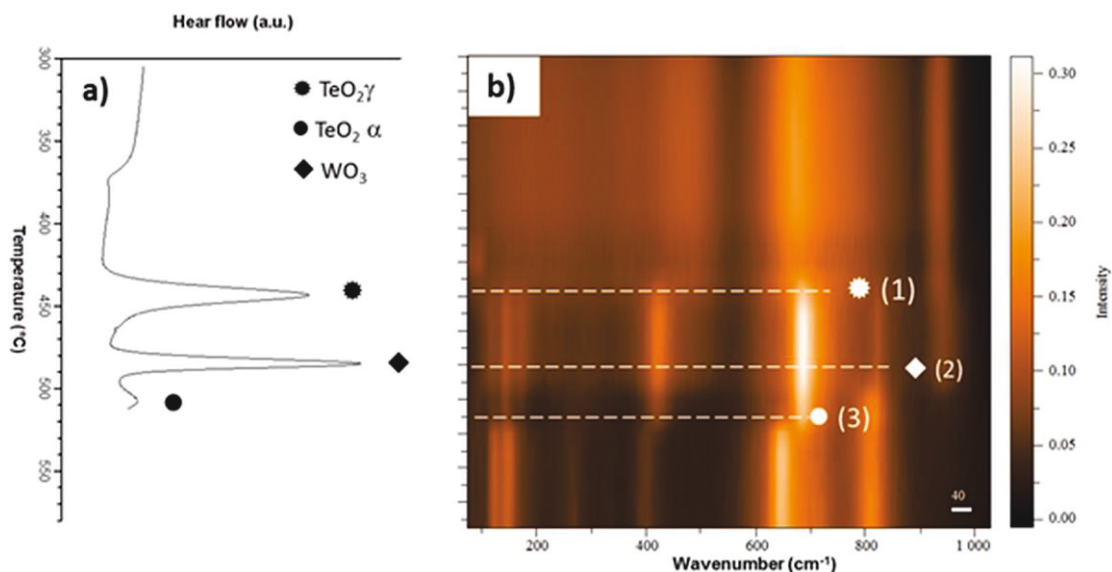 Hear flow (a.u.)
a)
TeO₂γ
TeO₂ α
WO₃
300
350
400
450
500
550
Temperature (°C)
b)
(1)
(2)
(3)
40
200
400
600
800
1 000
Wavenumber (cm⁻¹)
0.30
0.25
0.20
0.15
0.10
0.05
0.00
Intensity